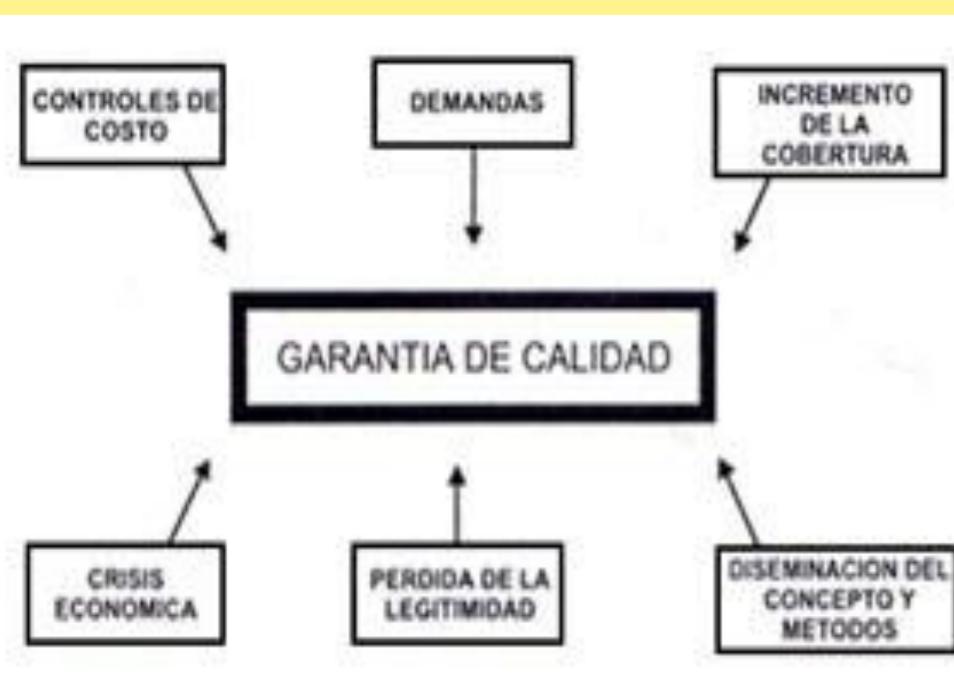 CONTROLES DE
COSTO
DEMANDAS
INCREMENTO
DE LA
COBERTURA
GARANTIA DE CALIDAD
CRISIS
ECONOMICA
PERDIDA DE LA
LEGITIMIDAD
DISEMINACION DEL
CONCEPTO Y
METODOS